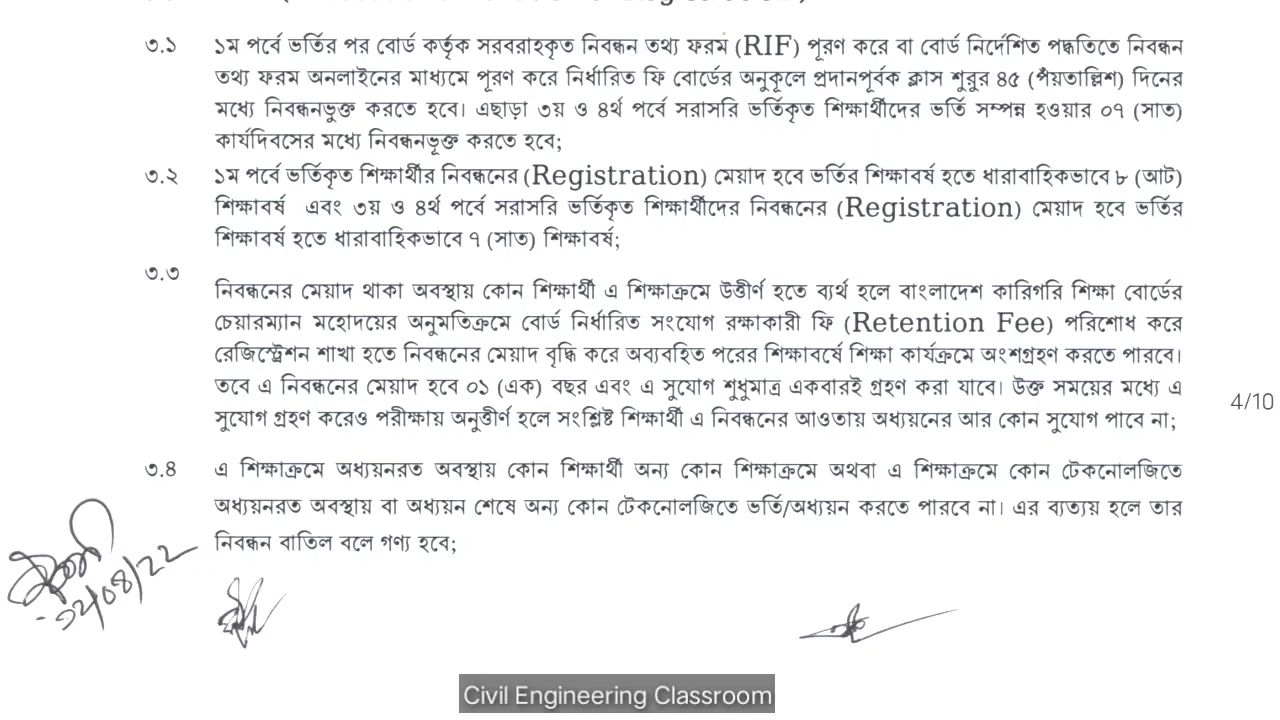 ৩.১ ১ম পর্বে ভর্তির পর বোর্ড কর্তৃক সরবরাহকৃত নিবন্ধন তথ্য ফরম (RIF) পূরণ করে বা বোর্ড নির্দেশিত পদ্ধতিতে নিবন্ধন
তথ্য ফরম অনলাইনের মাধ্যমে পূরণ করে নির্ধারিত ফি বোর্ডের অনুকূলে প্রদানপূর্বক ক্লাস শুরুর ৪৫ (পঁয়তাল্লিশ) দিনের
মধ্যে নিবন্ধনভুক্ত করতে হবে। এছাড়া ৩য় ও ৪র্থ পর্বে সরাসরি ভর্তিকৃত শিক্ষার্থীদের ভর্তি সম্পন্ন হওয়ার ০৭ (সাত)
কার্যদিবসের মধ্যে নিবন্ধনভূক্ত করতে হবে;
৩.২ ১ম পর্বে ভর্তিকৃত শিক্ষার্থীর নিবন্ধনের (Registration) মেয়াদ হবে ভর্তির শিক্ষাবর্ষ হতে ধারাবাহিকভাবে ৮ (আট)
শিক্ষাবর্ষ এবং ৩য় ও ৪র্থ পর্বে সরাসরি ভর্তিকৃত শিক্ষার্থীদের নিবন্ধনের (Registration) মেয়াদ হবে ভর্তির
শিক্ষাবর্ষ হতে ধারাবাহিকভাবে ৭ (সাত) শিক্ষাবর্ষ;
৩.৩
নিবন্ধনের মেয়াদ থাকা অবস্থায় কোন শিক্ষার্থী এ শিক্ষাক্রমে উত্তীর্ণ হতে ব্যর্থ হলে বাংলাদেশ কারিগরি শিক্ষা বোর্ডের
চেয়ারম্যান মহোদয়ের অনুমতিক্রমে বোর্ড নির্ধারিত সংযোগ রক্ষাকারী ফি (Retention Fee) পরিশোধ করে
রেজিস্ট্রেশন শাখা হতে নিবন্ধনের মেয়াদ বৃদ্ধি করে অব্যবহিত পরের শিক্ষাবর্ষে শিক্ষা কার্যক্রমে অংশগ্রহণ করতে পারবে।
তবে এ নিবন্ধনের মেয়াদ হবে ০১ (এক) বছর এবং এ সুযোগ শুধুমাত্র একবারই গ্রহণ করা যাবে। উক্ত সময়ের মধ্যে এ
সুযোগ গ্রহণ করেও পরীক্ষায় অনুত্তীর্ণ হলে সংশ্লিষ্ট শিক্ষার্থী এ নিবন্ধনের আওতায় অধ্যয়নের আর কোন সুযোগ পাবে না;
4/10
৩.৪ এ শিক্ষাক্রমে অধ্যয়নরত অবস্থায় কোন শিক্ষার্থী অন্য কোন শিক্ষাক্রমে অথবা এ শিক্ষাক্রমে কোন টেকনোলজিতে
অধ্যয়নরত অবস্থায় বা অধ্যয়ন শেষে অন্য কোন টেকনোলজিতে ভর্তি/অধ্যয়ন করতে পারবে না। এর ব্যত্যয় হলে তার
নিবন্ধন বাতিল বলে গণ্য হবে;
Civil Engineering Classroom